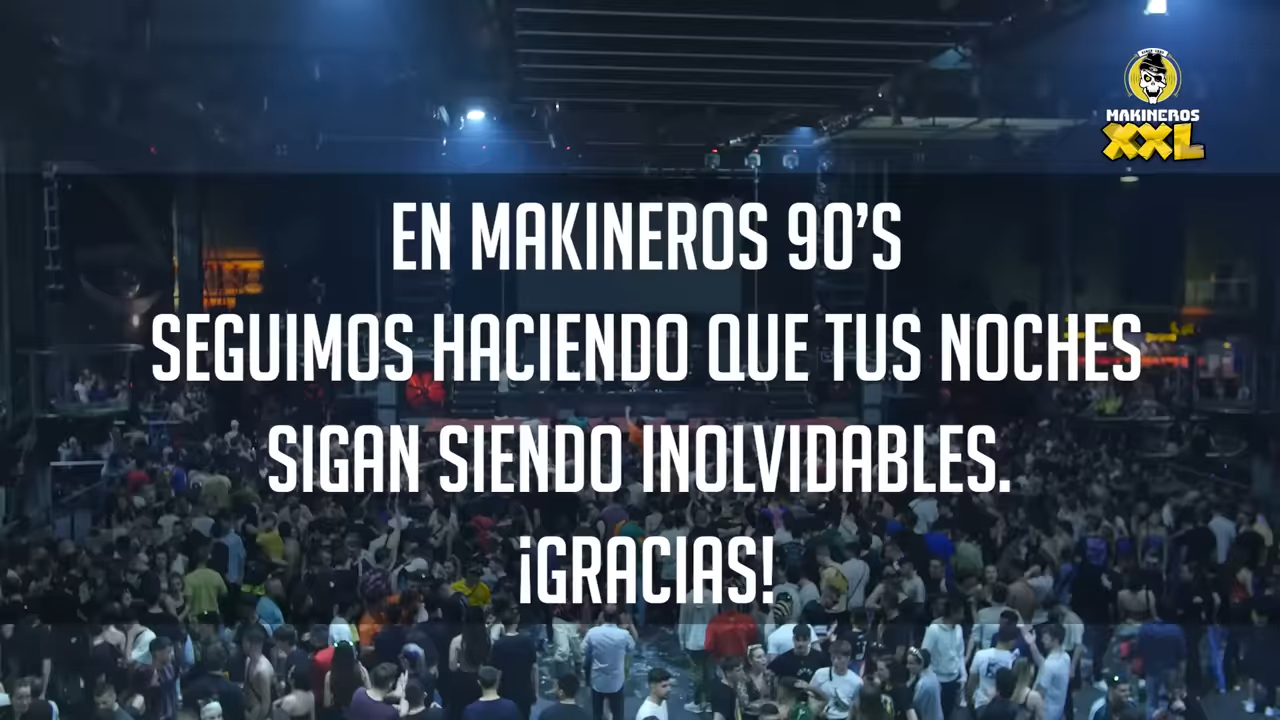 MAKINEROS
XXL
EN MAKINEROS 90'S
SEGUIMOS HACIENDO QUE TUS NOCHES
SIGAN SIENDO INOLVIDABLES.
¡GRACIAS!